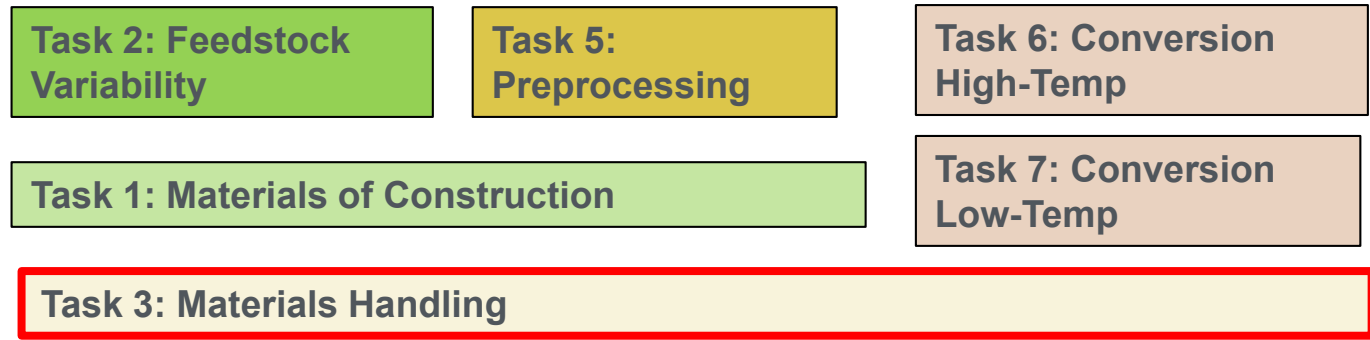 Task 2: Feedstock
Variability
Task 5:
Preprocessing
Task 6: Conversion
High-Temp
Task 1: Materials of Construction
Task 7: Conversion
Low-Temp
Task 3: Materials Handling